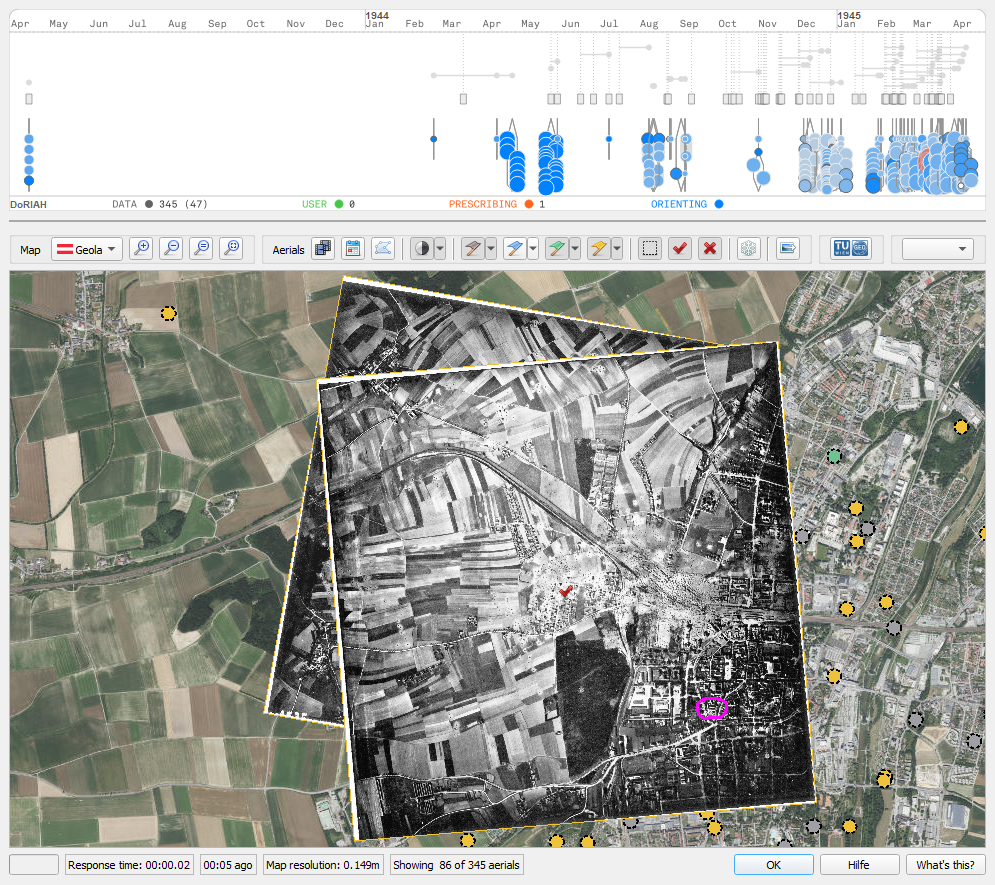 1944 1945
Apr May Jun Jul Aug Sep Oct Nov Dec Jan Feb Mar Apr May Jun Jul Aug Sep Oct Nov Dec Jan Feb Mar Apr
DoRIAH DATA 345 (47) USER 0 PRESCRIBING 1 ORIENTING
Map Geola Aerials TU WIEN GEO
Response time: 00:00.02 00:05 ago Map resolution: 0.149m Showing 86 of 345 aerials OK Hilfe What's this?